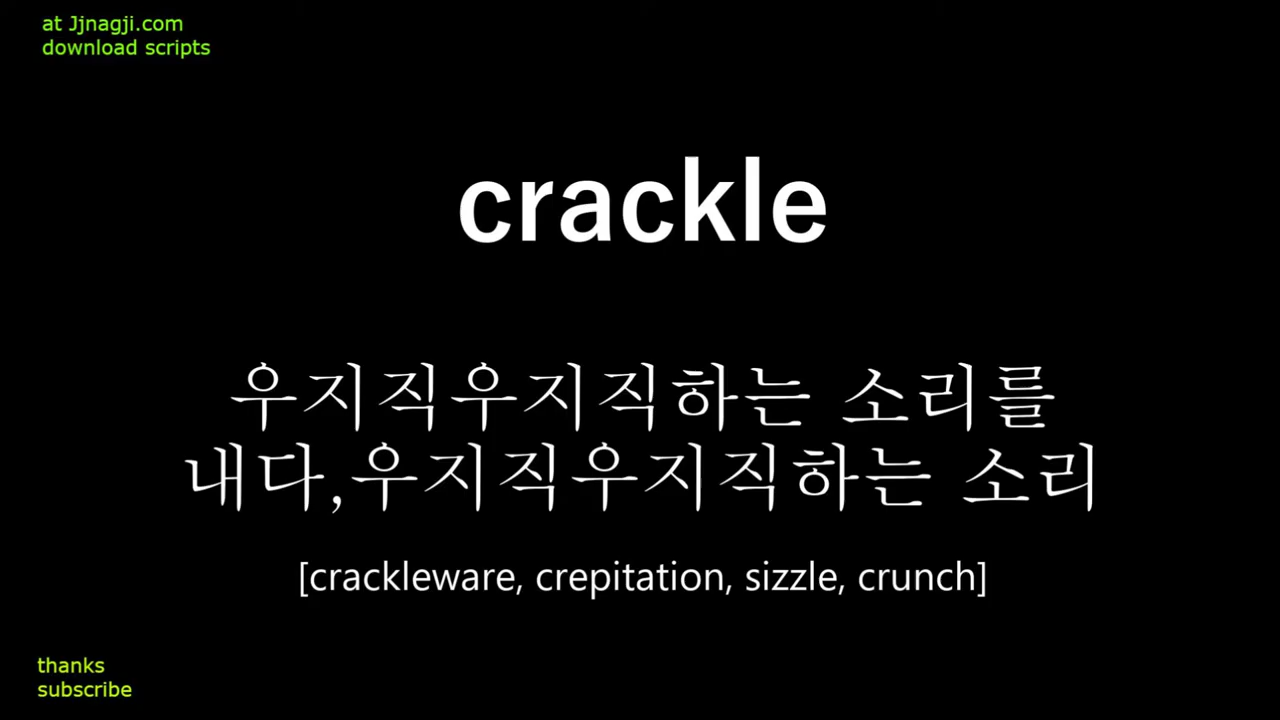 at Jjnagji.com
download scripts
crackle
우지직우지직하는 소리를
내다,우지직우지직하는 소리
[crackleware, crepitation, sizzle, crunch]
thanks
subscribe